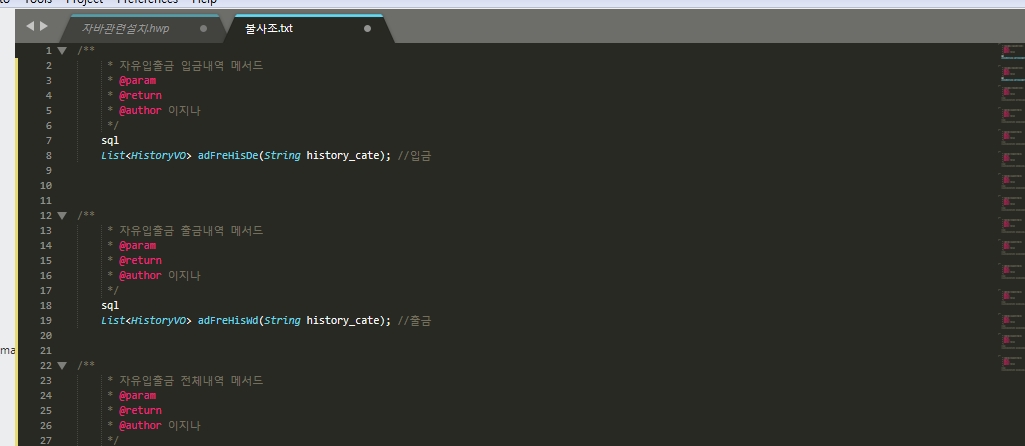 to Tools Project Preferences Help
자바관련설치.hwp 불사조.txt
1 /**
2 * 자유입출금 입금내역 메서드
3 * @param
4 * @return
5 * @author 이지나
6 */
7 sql
8 List<HistoryVO> adFreHisDe(String history_cate); //입금
9
10
11
12 /**
13 * 자유입출금 출금내역 메서드
14 * @param
15 * @return
16 * @author 이지나
17 */
18 sql
19 List<HistoryVO> adFreHisWd(String history_cate); //출금
20
21
ma
22 /**
23 * 자유입출금 전체내역 메서드
24 * @param
25 * @return
26 * @author 이지나
27 */